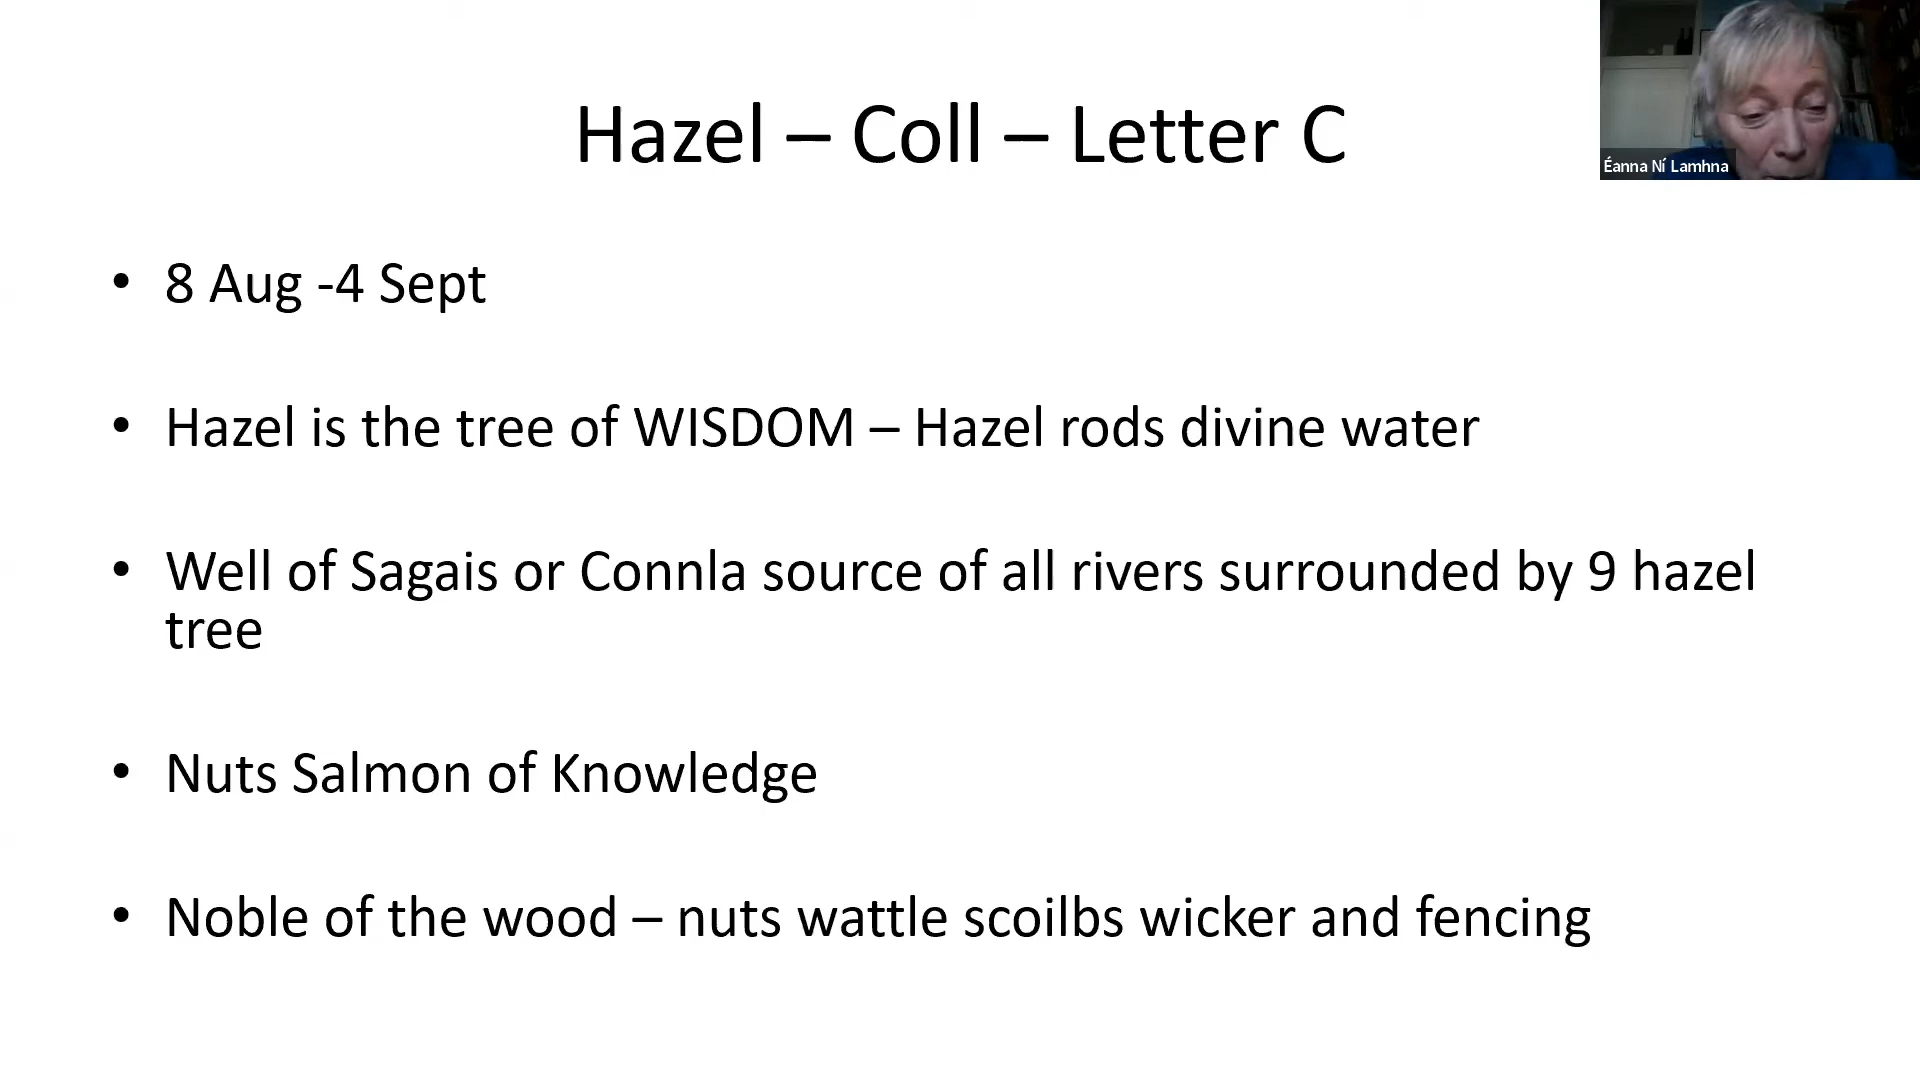 Hazel – Coll – Letter C
Éanna Ní Lamhna
• 8 Aug -4 Sept
• Hazel is the tree of WISDOM – Hazel rods divine water
• Well of Sagais or Connla source of all rivers surrounded by 9 hazel
tree
• Nuts Salmon of Knowledge
• Noble of the wood – nuts wattle scoilbs wicker and fencing